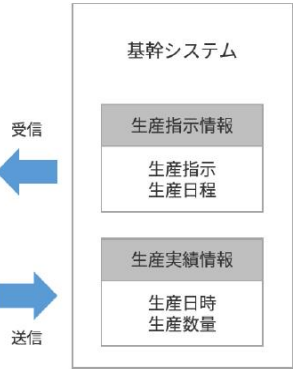 基幹システム
受信
生産指示情報
生産指示
生産日程
生産実績情報
生産日時
生産数量
送信